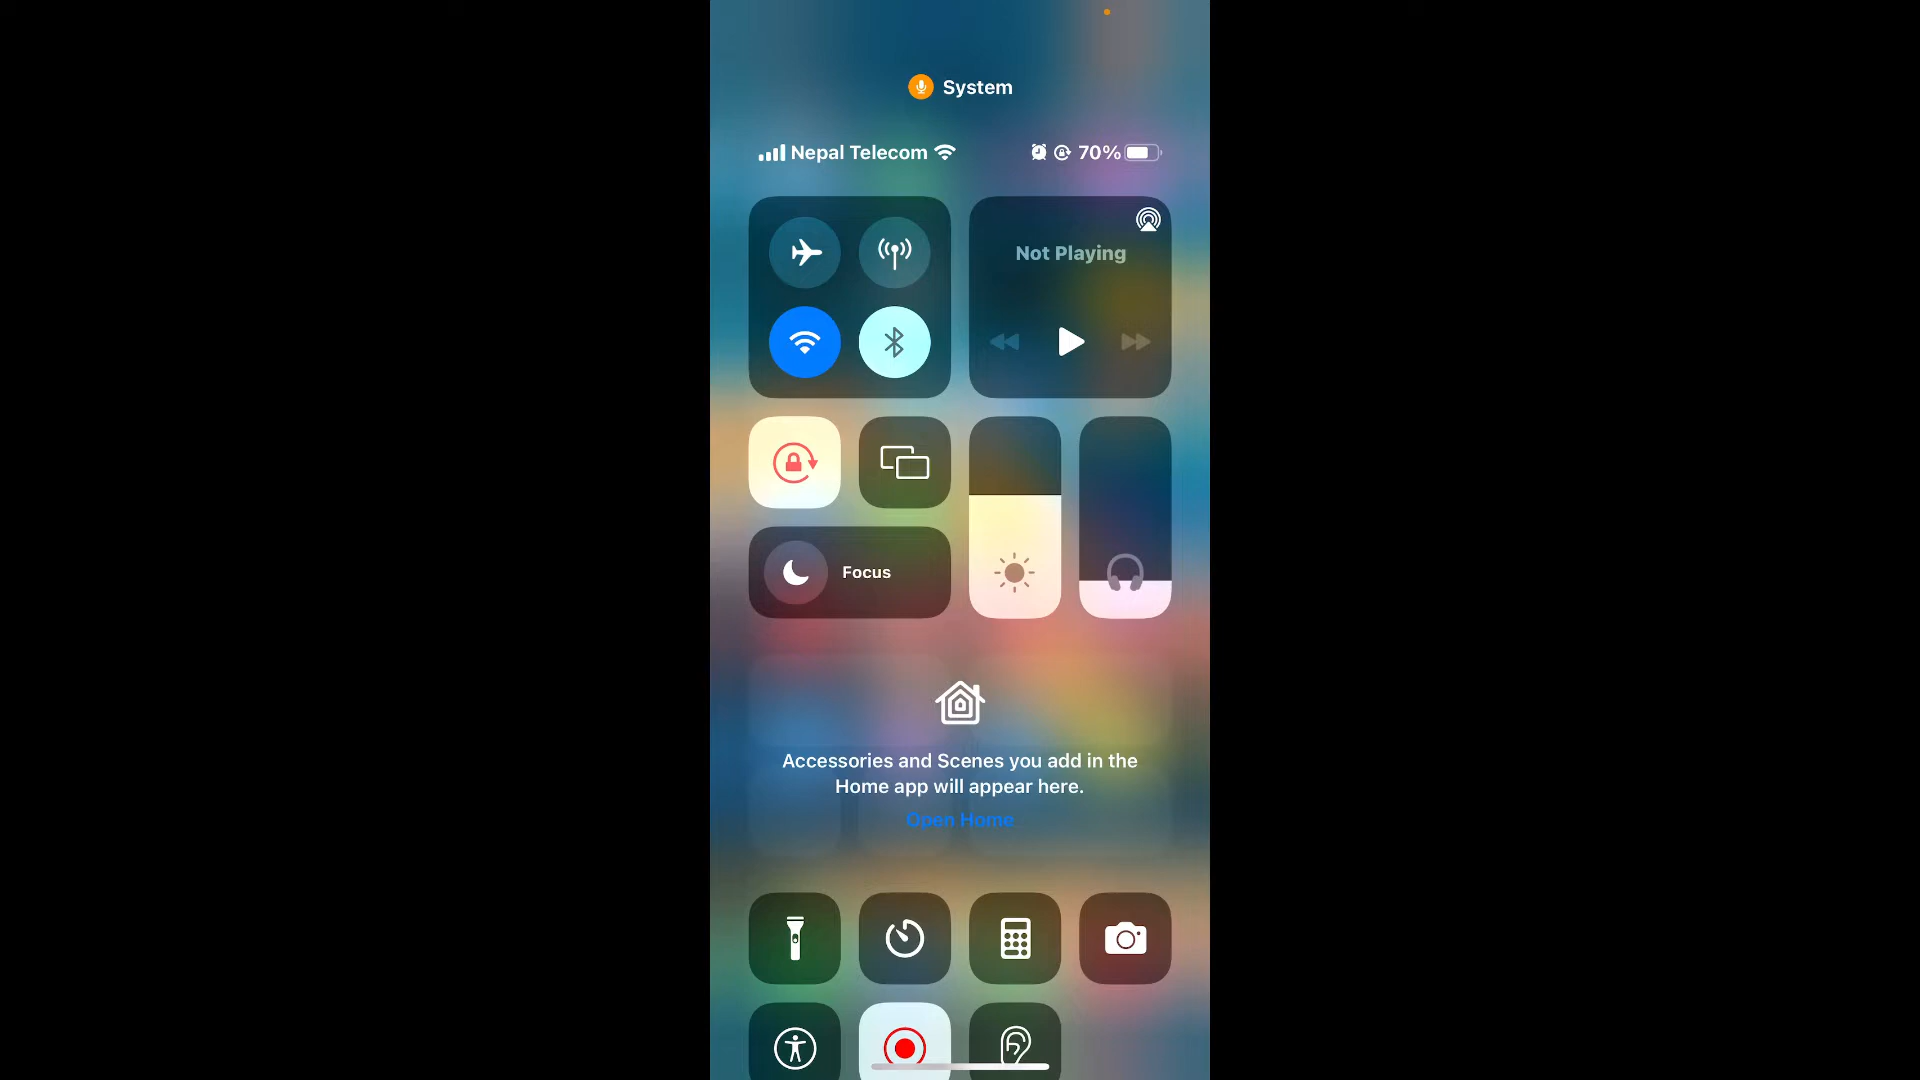 System
Nepal Telecom 70%
Not Playing
Focus
Accessories and Scenes you add in the
Home app will appear here.
Open Home